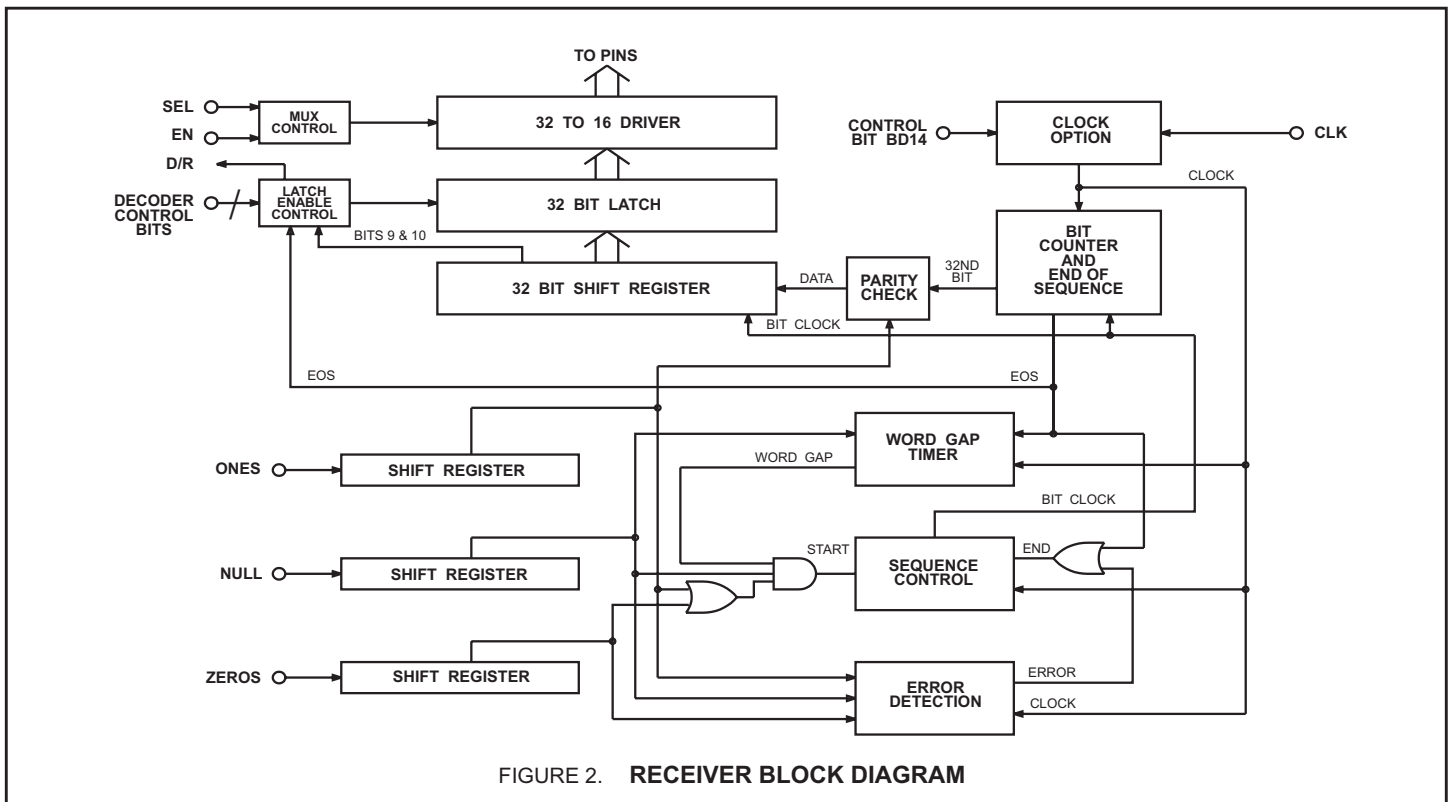 TO PINS
SEL
EN
D/R
DECODER
CONTROL
BITS
MUX
CONTROL
LATCH
ENABLE
CONTROL
32 TO 16 DRIVER
32 BIT LATCH
BITS 9 & 10
32 BIT SHIFT REGISTER
DATA
PARITY
CHECK
32ND
BIT
CONTROL
BIT BD14
CLOCK
OPTION
CLK
CLOCK
BIT
COUNTER
AND
END OF
SEQUENCE
BIT CLOCK
EOS
EOS
ONES
SHIFT REGISTER
WORD GAP
WORD GAP
TIMER
BIT CLOCK
NULL
SHIFT REGISTER
START
SEQUENCE
CONTROL
END
ZEROS
SHIFT REGISTER
ERROR
DETECTION
ERROR
CLOCK
FIGURE 2. RECEIVER BLOCK DIAGRAM